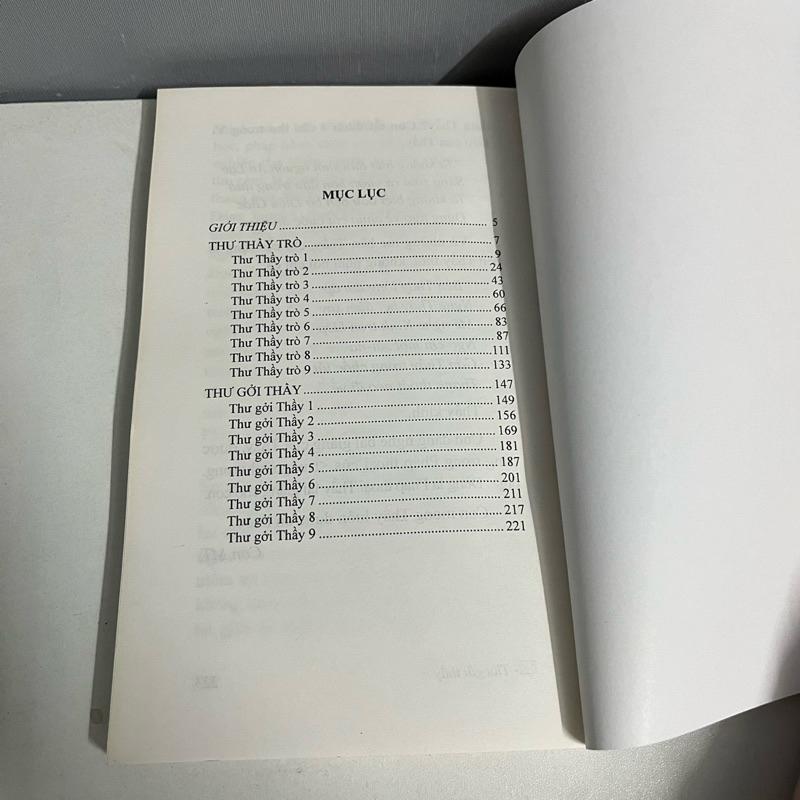 MỤC LỤC
GIỚI THIỆU ........ 5
THƯ THẦY TRÒ ........ 7
Thư Thầy trò 1 ........ 9
Thư Thầy trò 2 ........ 24
Thư Thầy trò 3 ........ 43
Thư Thầy trò 4 ........ 60
Thư Thầy trò 5 ........ 66
Thư Thầy trò 6 ........ 83
Thư Thầy trò 7 ........ 87
Thư Thầy trò 8 ........ 111
Thư Thầy trò 9 ........ 133
THƯ GỞI THẦY ........ 147
Thư gởi Thầy 1 ........ 149
Thư gởi Thầy 2 ........ 156
Thư gởi Thầy 3 ........ 169
Thư gởi Thầy 4 ........ 181
Thư gởi Thầy 5 ........ 187
Thư gởi Thầy 6 ........ 201
Thư gởi Thầy 7 ........ 211
Thư gởi Thầy 8 ........ 217
Thư gởi Thầy 9 ........ 221